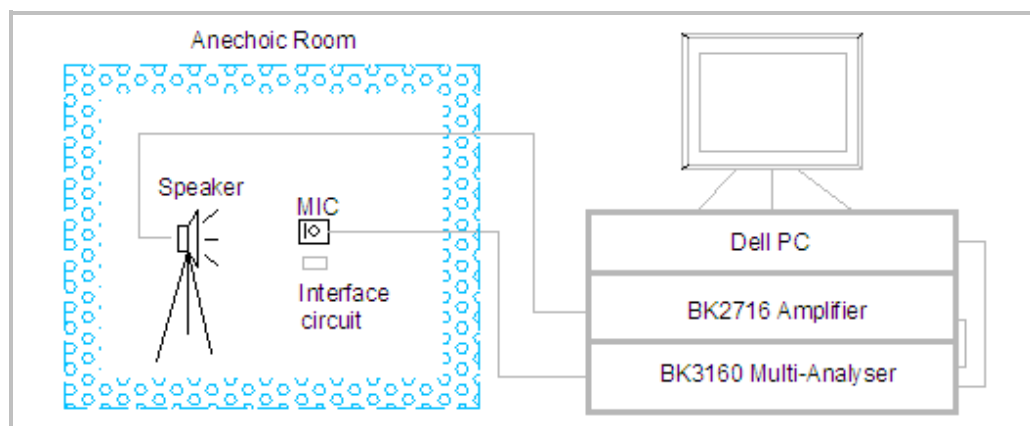 Anechoic Room
Speaker
MIC
Interface
circuit
Dell PC
BK2716 Amplifier
BK3160 Multi-Analyser